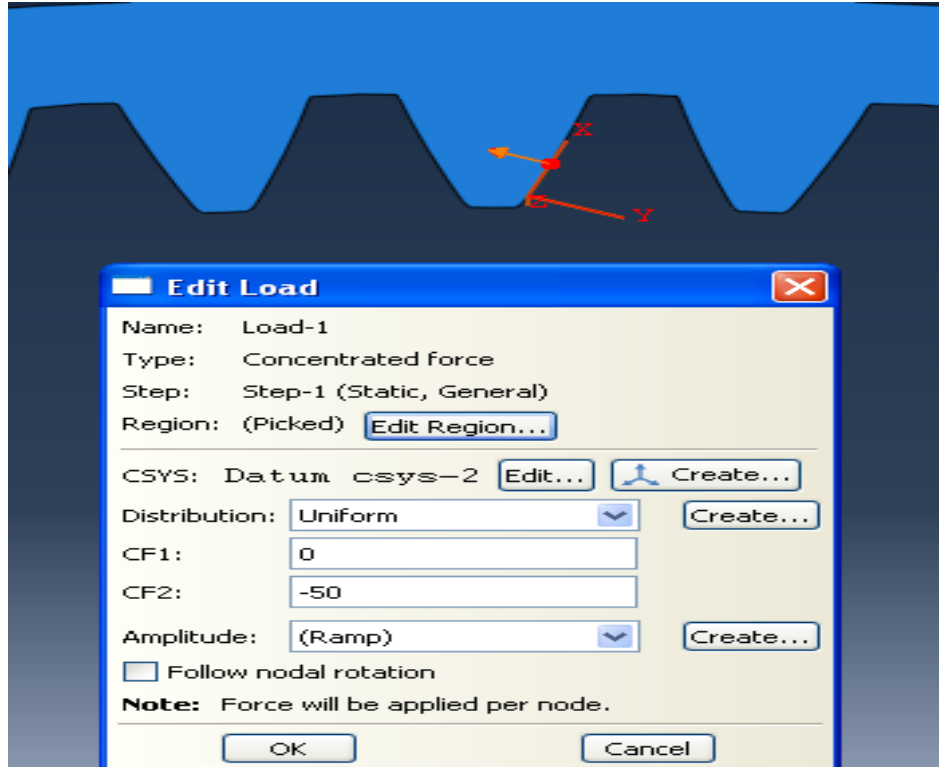 X
Z
Y
Edit Load
Name: Load-1
Type: Concentrated force
Step: Step-1 (Static, General)
Region: (Picked) Edit Region...
CSYS: Datum csys-2 Edit... Create...
Distribution: Uniform Create...
CF1: 0
CF2: -50
Amplitude: (Ramp) Create...
Follow nodal rotation
Note: Force will be applied per node.
OK Cancel